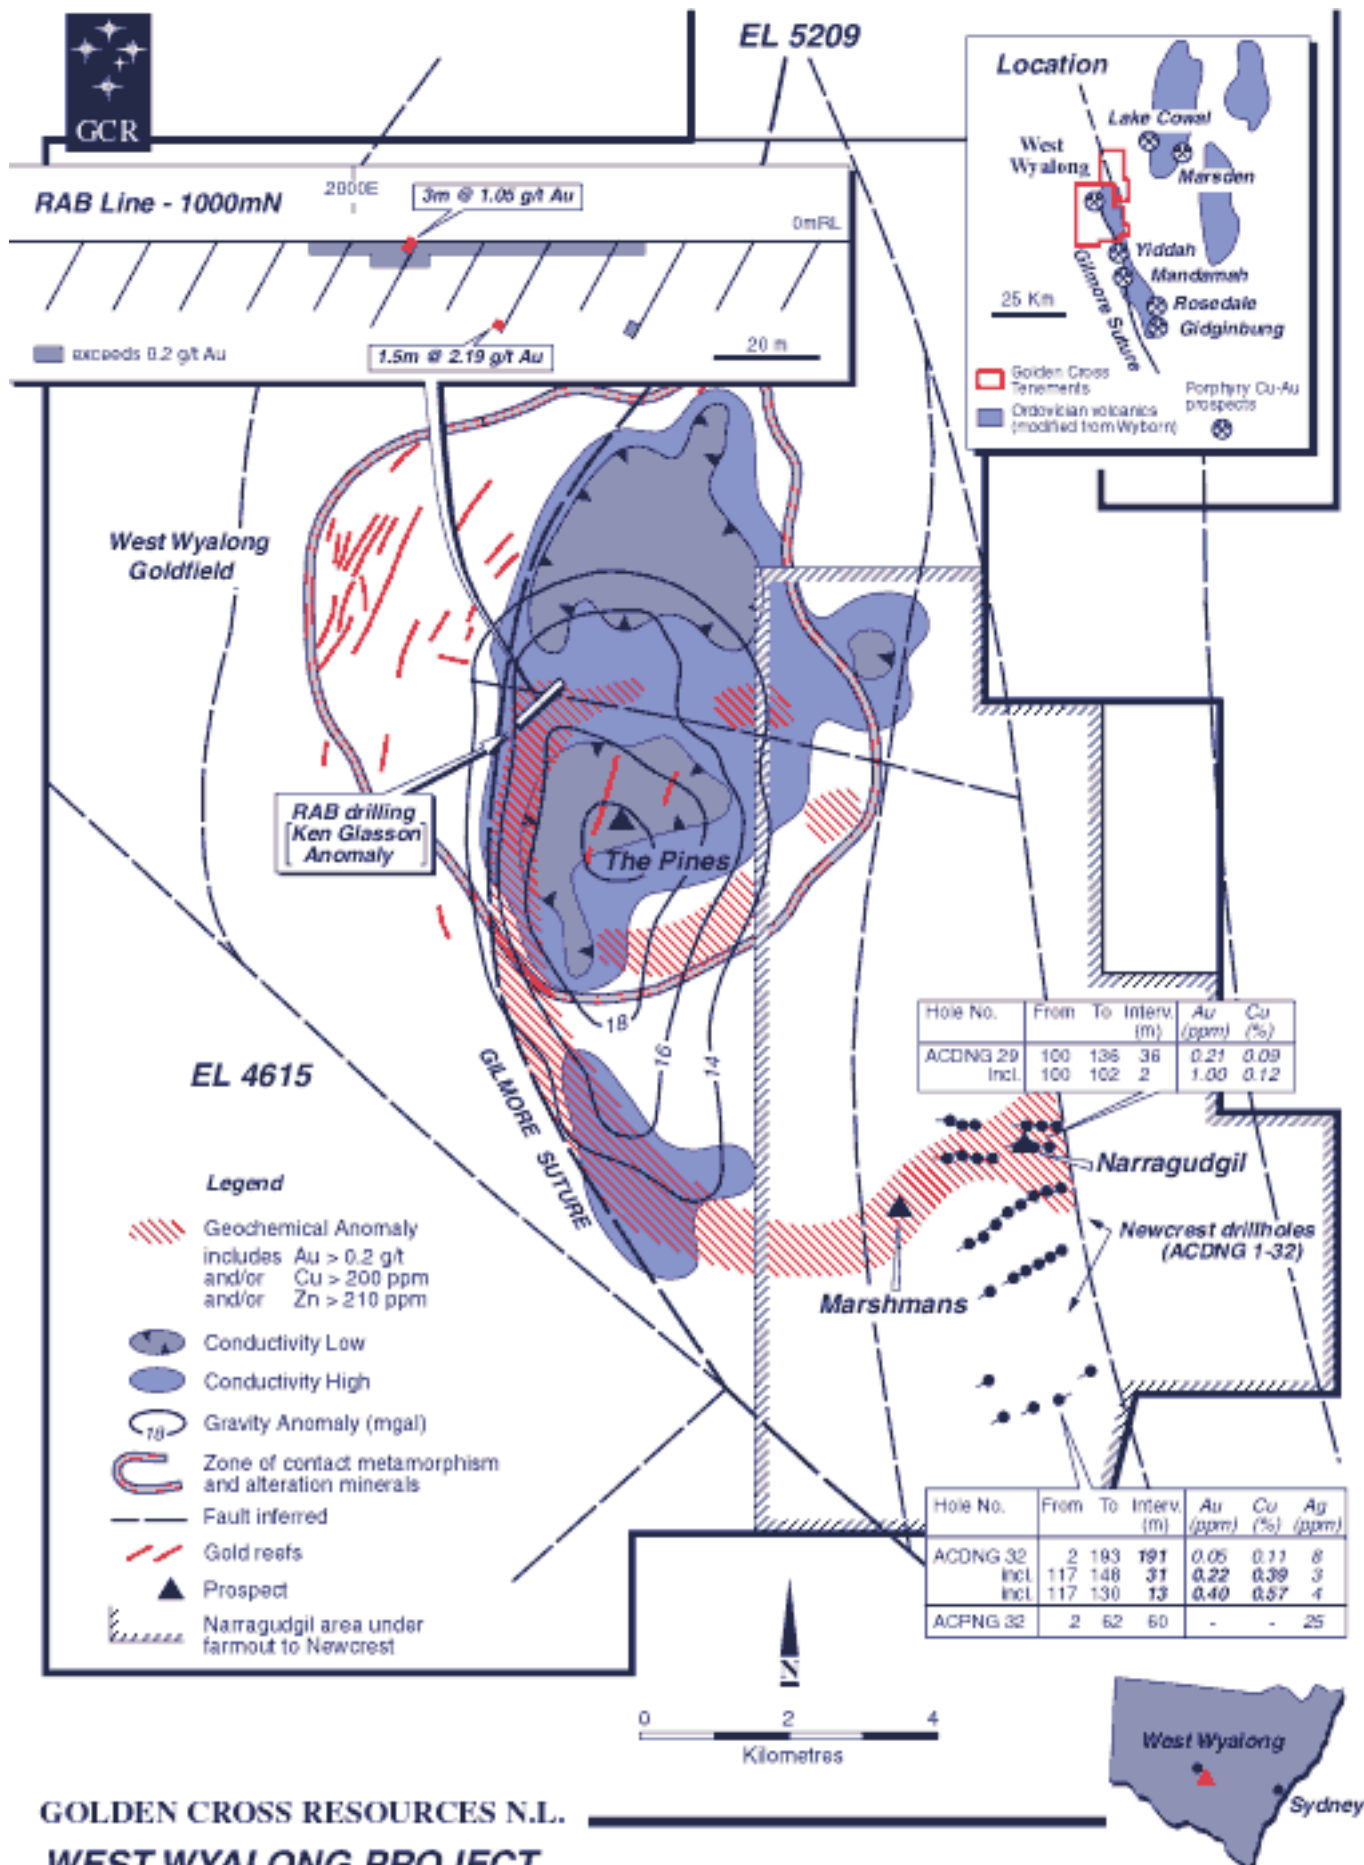 EL 5209
GCR
RAB Line - 1000mN
2800E
3m @ 1.05 g/t Au
0mRL
exceeds 0.2 g/t Au
1.5m @ 2.19 g/t Au
20 m
Location
Lake Cowal
West
Wyalong
Marsden
Yiddah
Mandamah
Rosedale
Gidginbung
Gilmore Suture
25 Km
Golden Cross
Tenements
Porphyry Cu-Au
prospects
Ordovician volcanics
(modified from Wyborn)
West Wyalong
Goldfield
RAB drilling
Ken Glasson
Anomaly
The Pines
18
16
14
GILMORE SUTURE
EL 4615
Hole No. From To Interv. (m) Au (ppm) Cu (%)
ACDNG 29 100 136 36 0.21 0.09
incl. 100 102 2 1.00 0.12
Narragudgil
Newcrest drillholes
(ACDNG 1-32)
Marshmans
Legend
Geochemical Anomaly
includes Au > 0.2 g/t
and/or Cu > 200 ppm
and/or Zn > 210 ppm
Conductivity Low
Conductivity High
18
Gravity Anomaly (mgal)
Zone of contact metamorphism
and alteration minerals
Fault inferred
Gold reefs
Prospect
Narragudgil area under
farmout to Newcrest
Hole No. From To Interv. (m) Au (ppm) Cu (%) Ag (ppm)
ACDNG 32 2 193 191 0.05 0.11 8
incl. 117 148 31 0.22 0.39 3
incl. 117 130 13 0.40 0.57 4
ACPNG 32 2 62 60 - - 25
N
0 2 4
Kilometres
West Wyalong
Sydney
GOLDEN CROSS RESOURCES N.L.
WEST WYALONG PROJECT